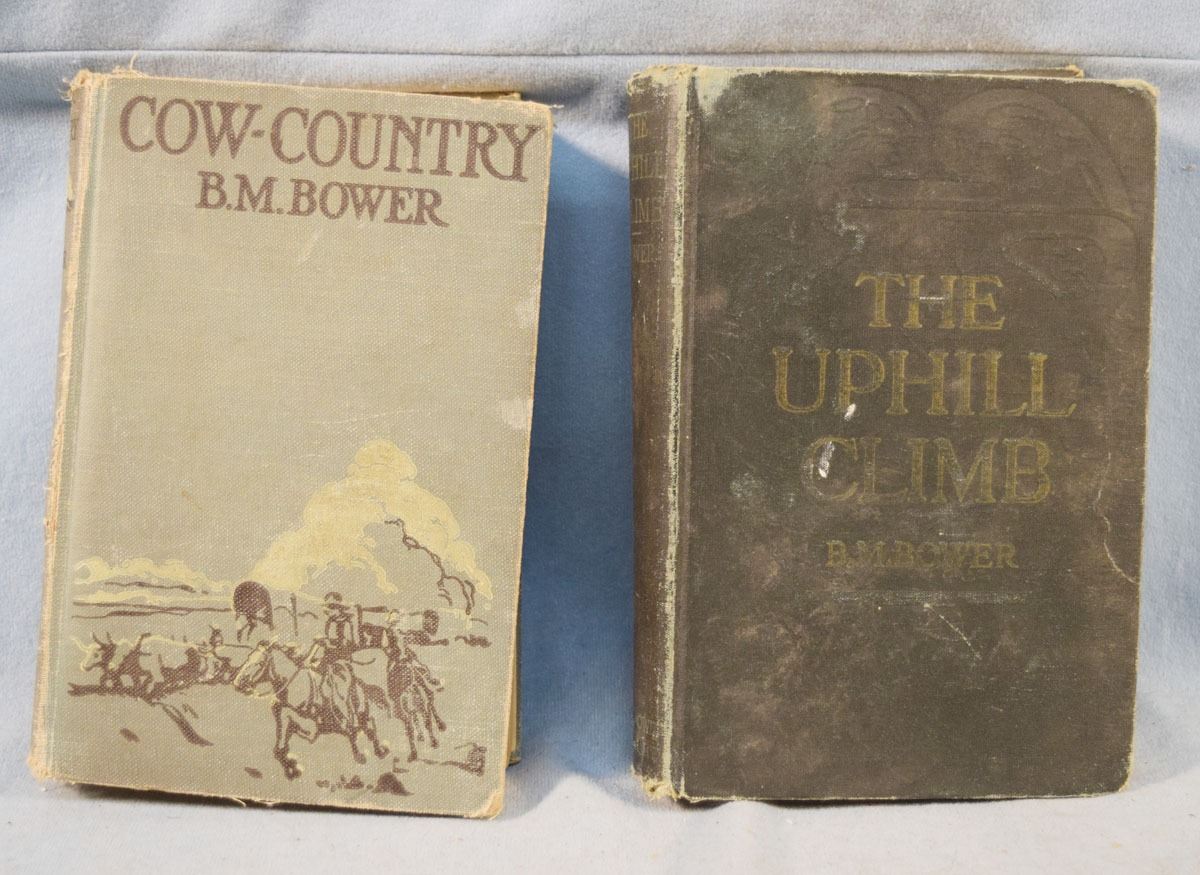 COW-COUNTRY
B.M.BOWER
THE
UPHILL
CLIMB
B.M.BOWER